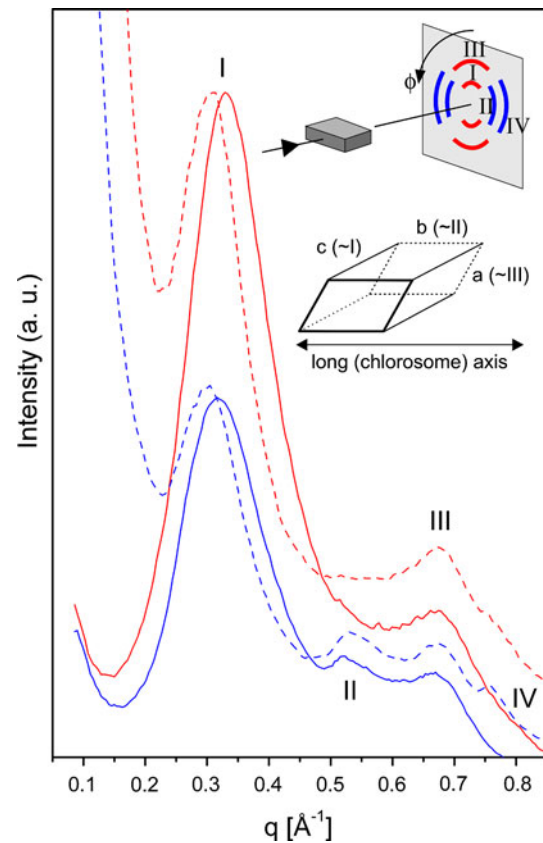 I
III
I
ϕ
II
IV
b (~II)
c (~I)
a (~III)
long (chlorosome) axis
Intensity (a. u.)
III
II
IV
0.1 0.2 0.3 0.4 0.5 0.6 0.7 0.8
q [Å⁻¹]